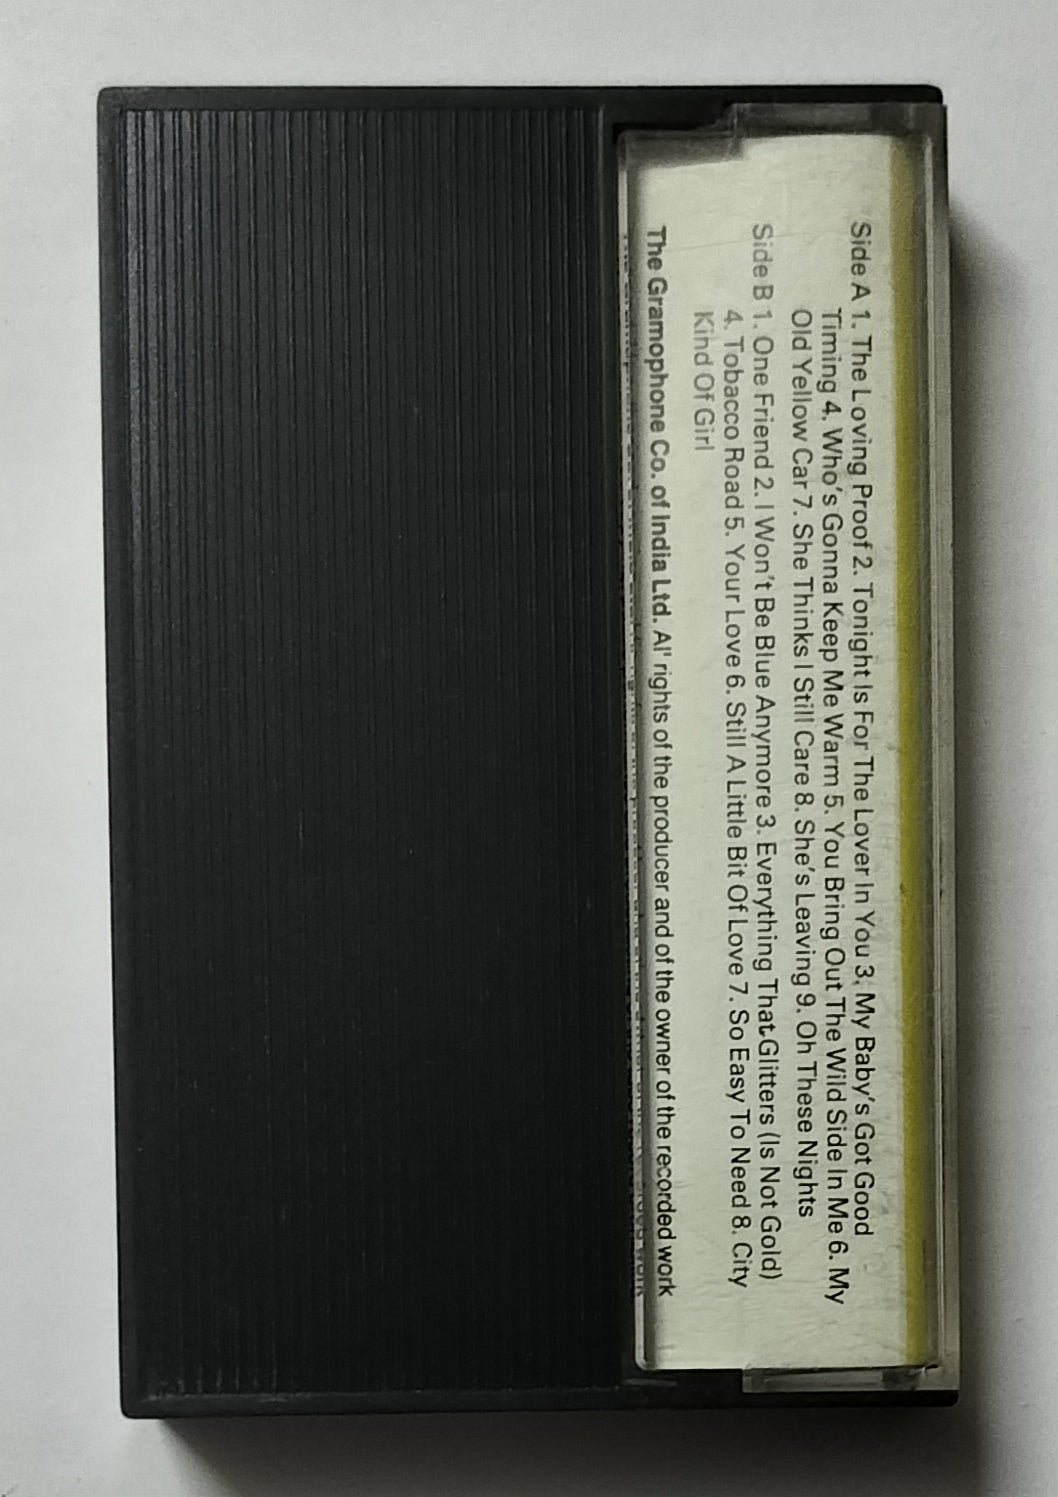 Side A 1. The Loving Proof 2. Tonight Is For The Lover In You 3. My Baby's Got Good
Timing 4. Who's Gonna Keep Me Warm 5. You Bring Out The Wild Side In Me 6. My
Old Yellow Car 7. She Thinks I Still Care 8. She's Leaving 9. Oh These Nights
Side B 1. One Friend 2. I Won't Be Blue Anymore 3. Everything That Glitters (Is Not Gold)
4. Tobacco Road 5. Your Love 6. Still A Little Bit Of Love 7. So Easy To Need 8. City
Kind Of Girl
The Gramophone Co. of India Ltd. Al' rights of the producer and of the owner of the recorded work